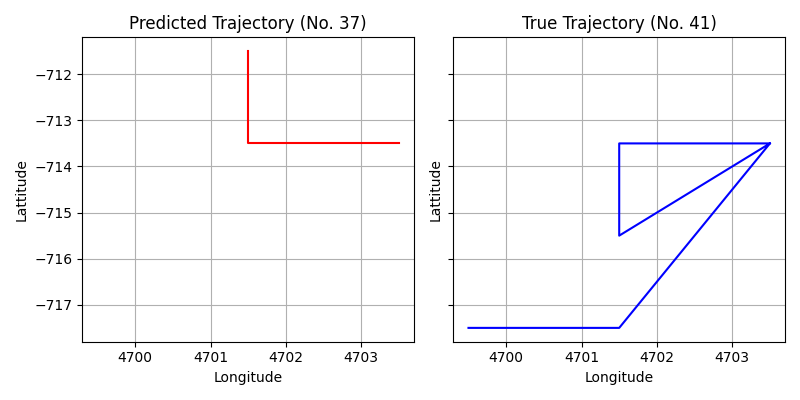 Predicted Trajectory (No. 37)
True Trajectory (No. 41)
−712
−713
−714
−715
−716
−717
Lattitude
Lattitude
4700 4701 4702 4703
4700 4701 4702 4703
Longitude
Longitude